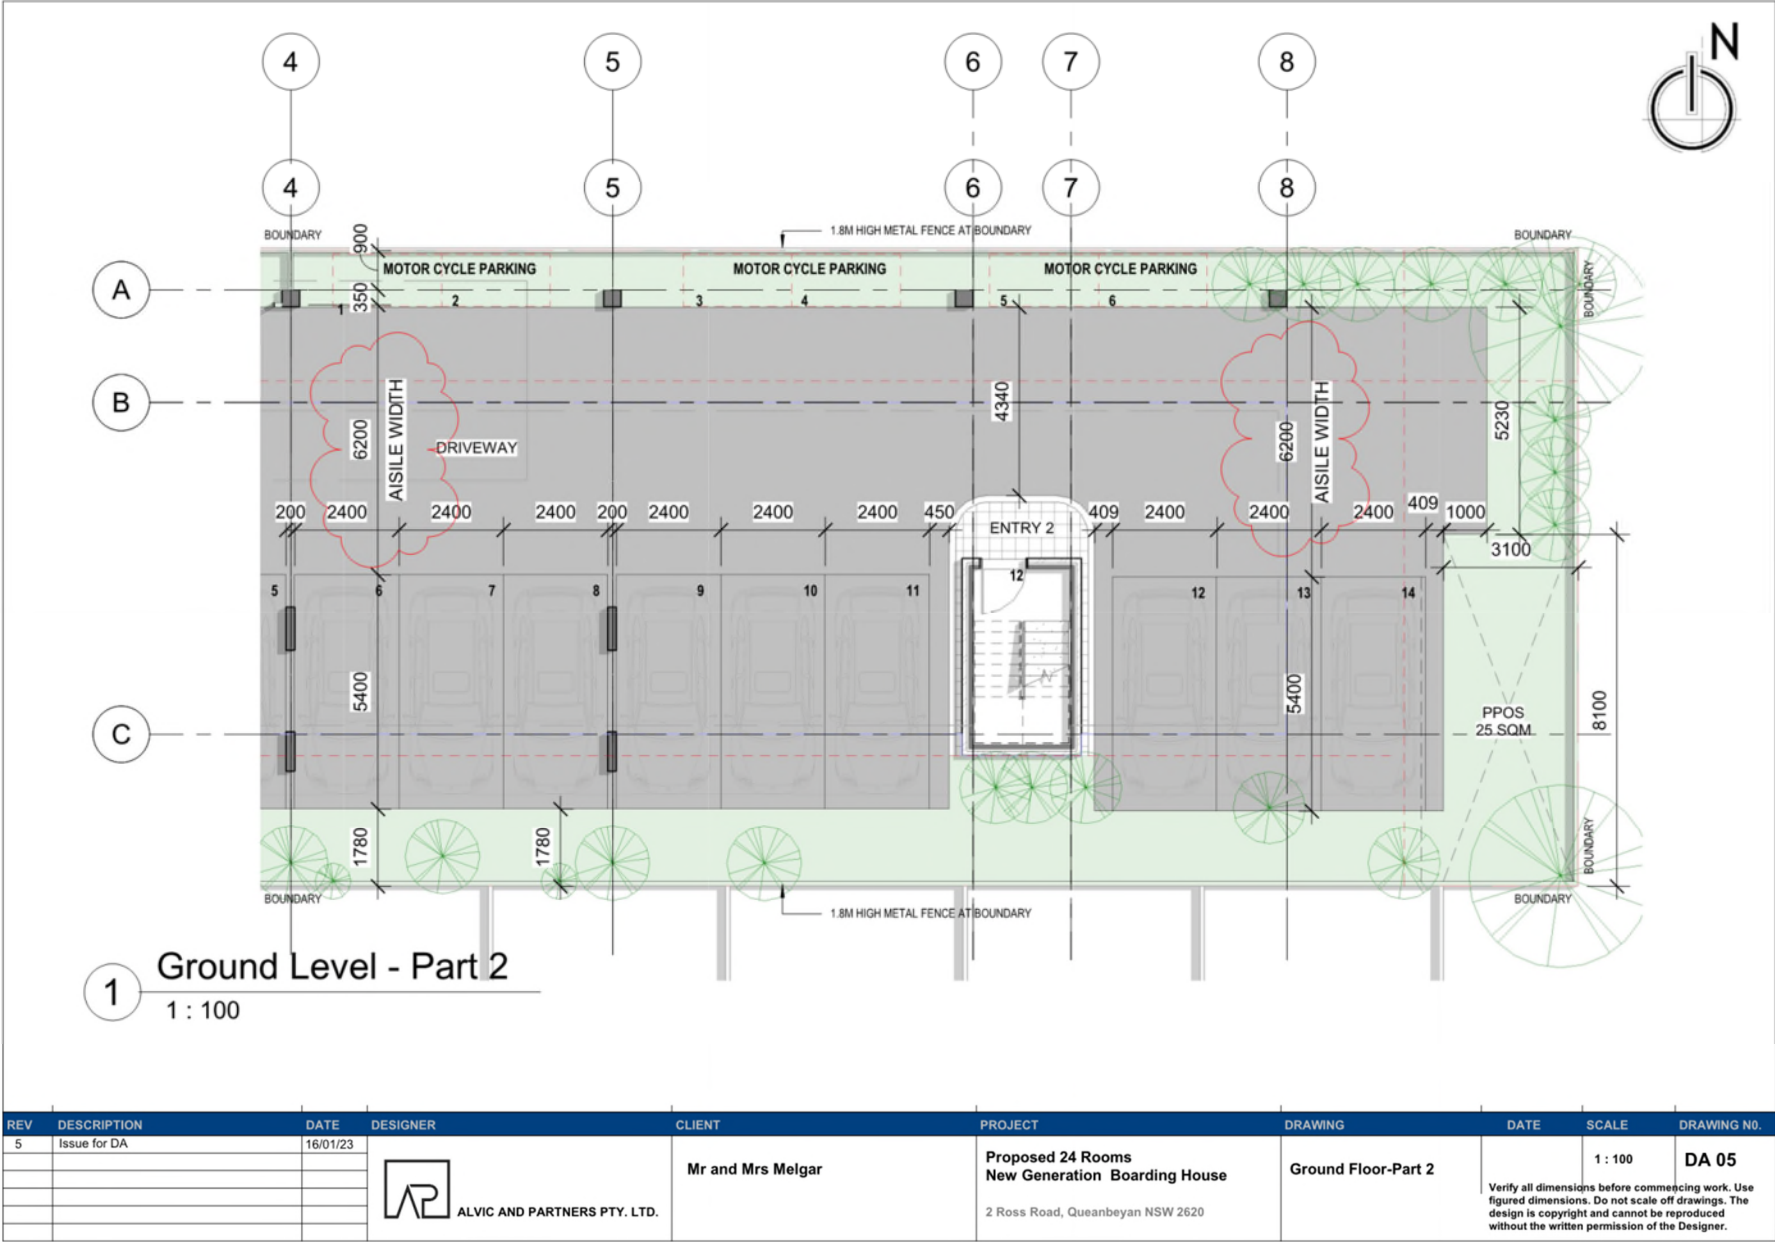 N
4 5 6 7 8
4 5 6 7 8
BOUNDARY
900
1.8M HIGH METAL FENCE AT BOUNDARY
BOUNDARY
MOTOR CYCLE PARKING MOTOR CYCLE PARKING MOTOR CYCLE PARKING
BOUNDARY
A
350
1 2 3 4 5 6
B
6200
AISILE WIDTH
DRIVEWAY
4340
6200
AISILE WIDTH
5230
200 2400 2400 2400 200 2400 2400 2400 450
ENTRY 2
409 2400 2400 2400 409 1000
3100
5 6 7 8 9 10 11 12 12 13 14
5400
5400
PPOS
25 SQM
8100
C
1780
1780
BOUNDARY
BOUNDARY
1.8M HIGH METAL FENCE AT BOUNDARY
BOUNDARY
1
Ground Level - Part 2
1 : 100
REV DESCRIPTION DATE DESIGNER CLIENT PROJECT DRAWING DATE SCALE DRAWING N0.
5 Issue for DA 16/01/23
AP
ALVIC AND PARTNERS PTY. LTD.
Mr and Mrs Melgar
Proposed 24 Rooms
New Generation Boarding House
2 Ross Road, Queanbeyan NSW 2620
Ground Floor-Part 2
1 : 100
DA 05
Verify all dimensions before commencing work. Use
figured dimensions. Do not scale off drawings. The
design is copyright and cannot be reproduced
without the written permission of the Designer.